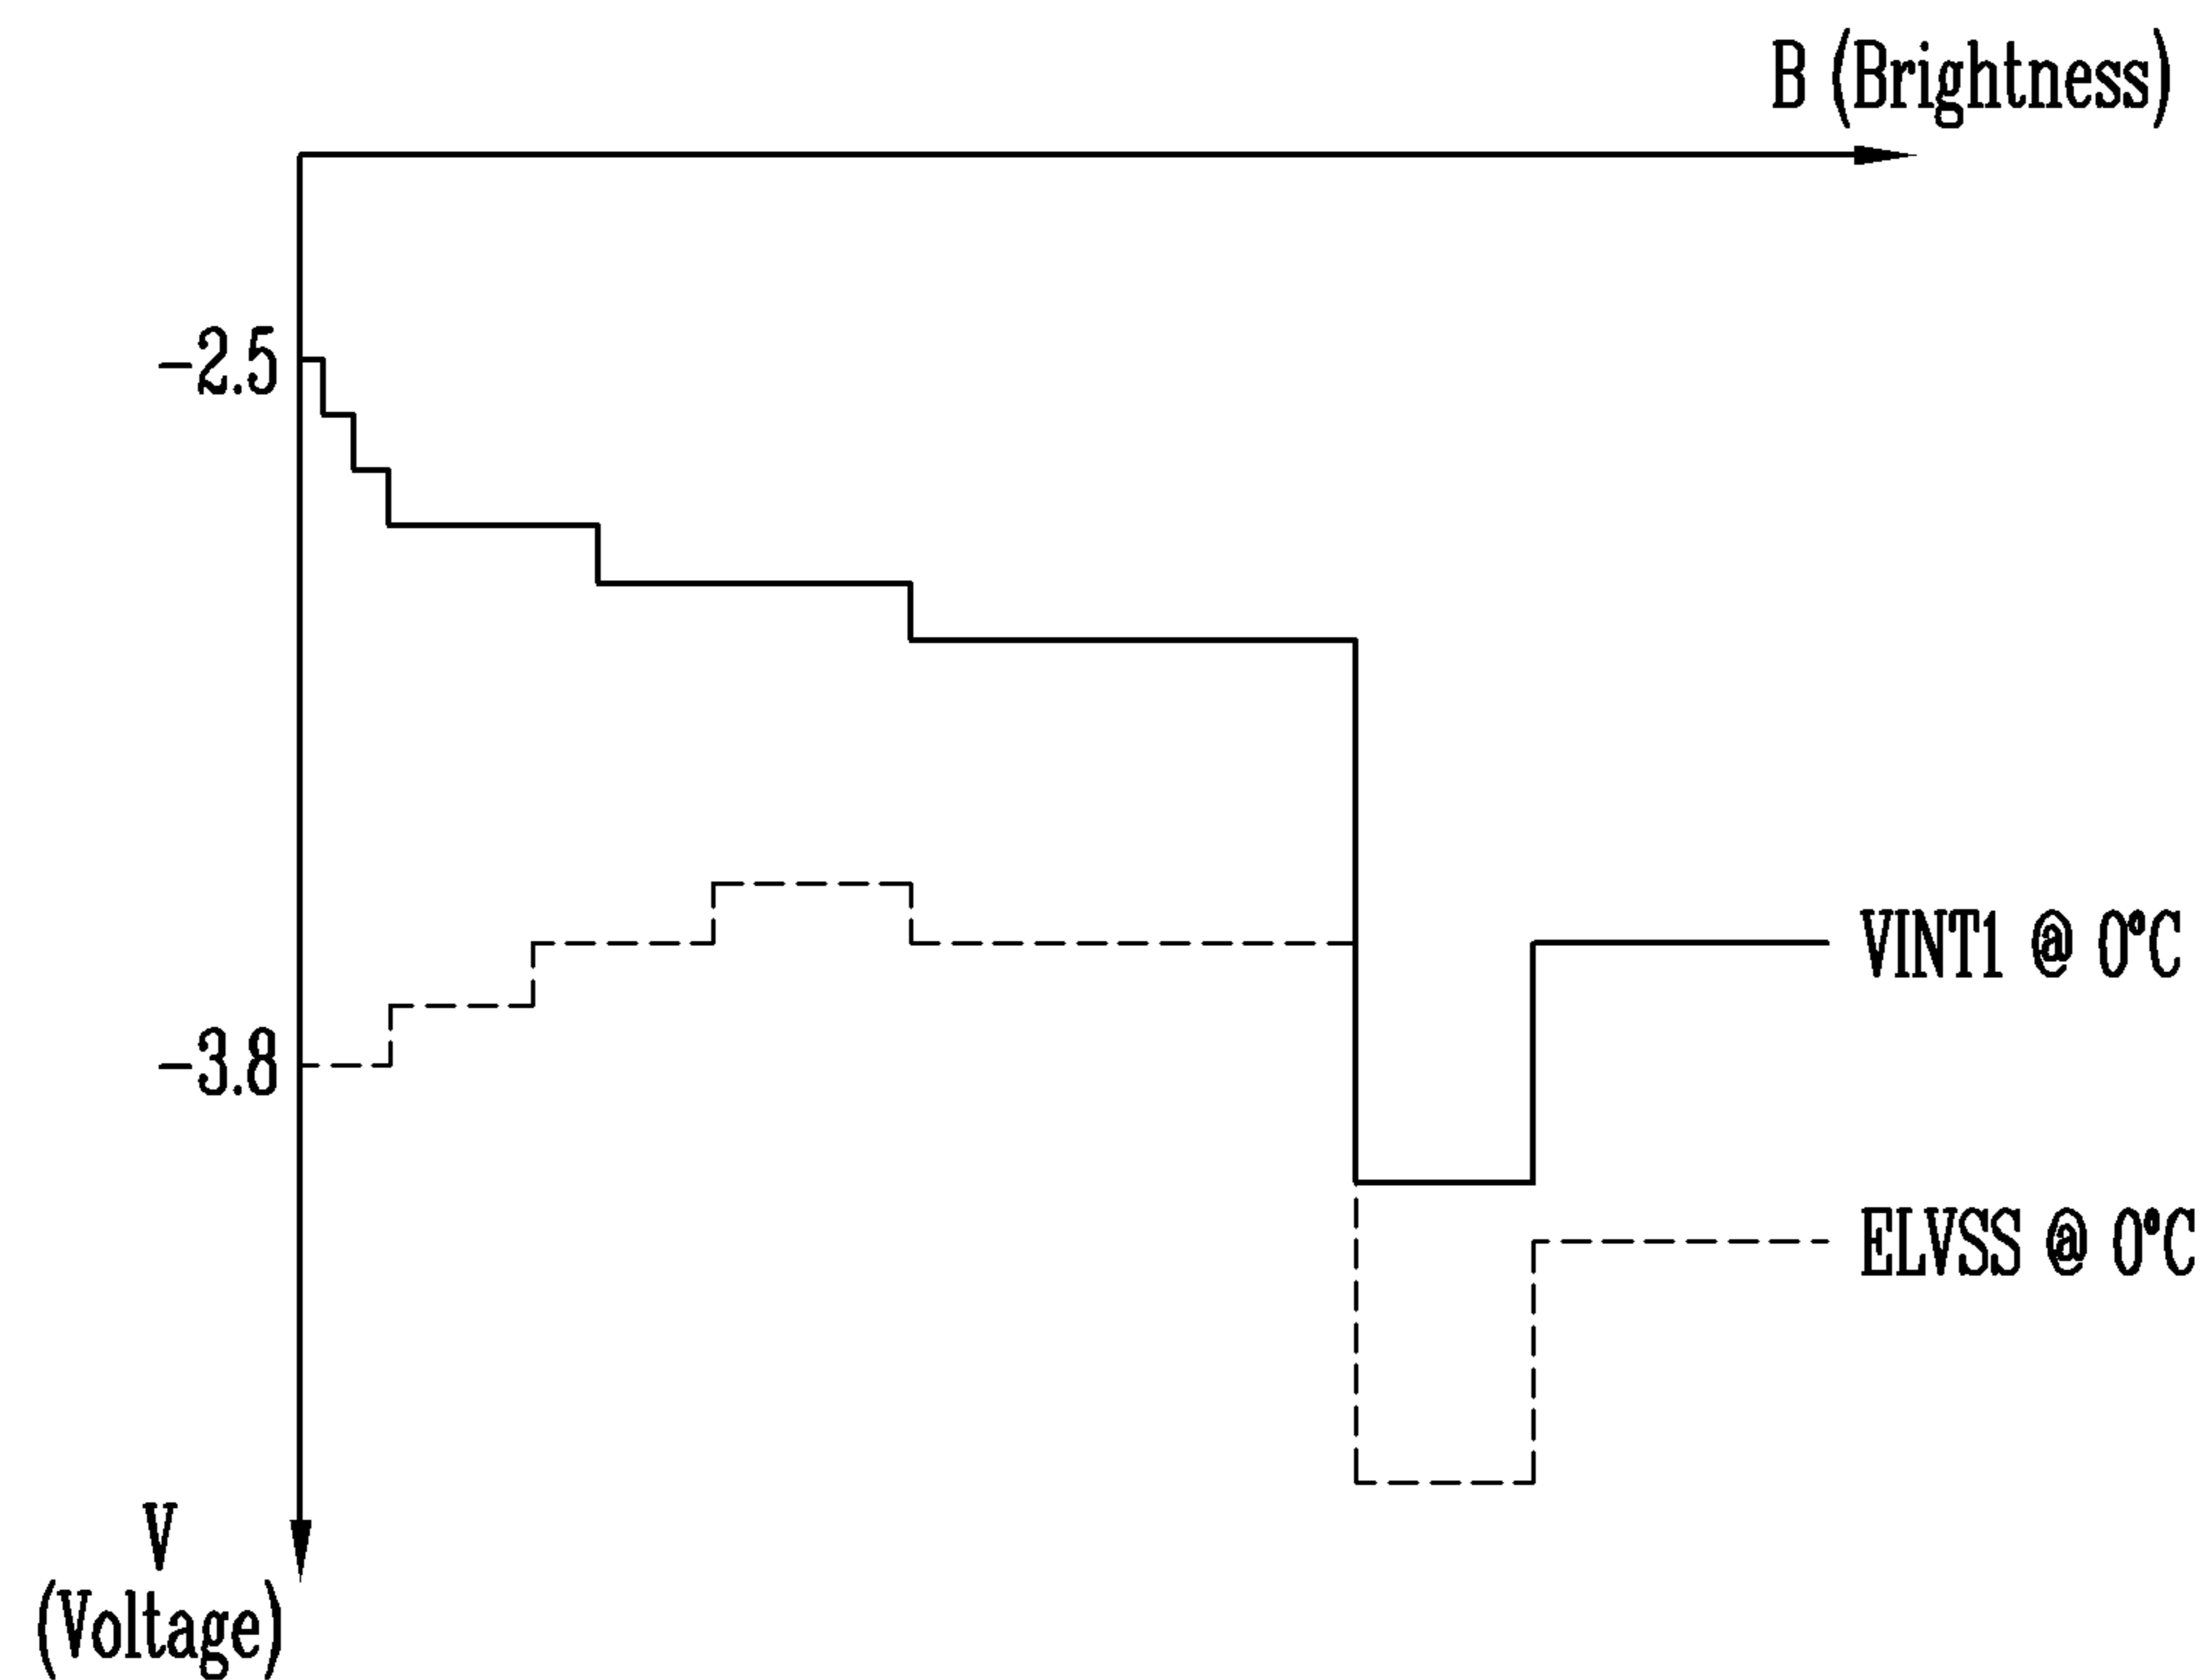 B (Brightness)
-2.5
VINT1 @ 0°C
-3.8
ELVSS @ 0°C
V
(Voltage)